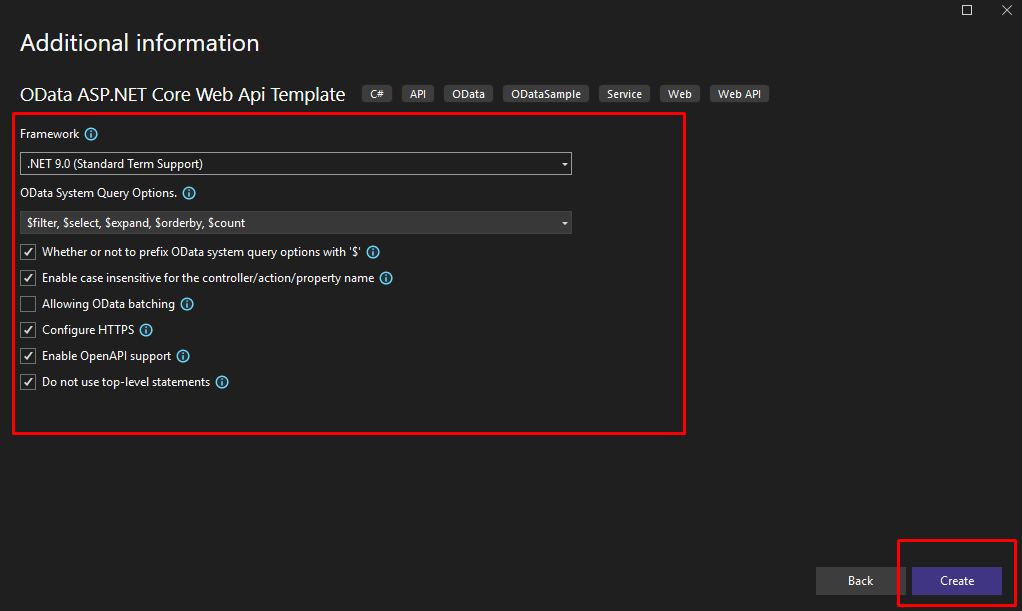 Additional information
OData ASP.NET Core Web Api Template C# API OData ODataSample Service Web Web API
Framework
.NET 9.0 (Standard Term Support)
OData System Query Options.
$filter, $select, $expand, $orderby, $count
Whether or not to prefix OData system query options with '$'
Enable case insensitive for the controller/action/property name
Allowing OData batching
Configure HTTPS
Enable OpenAPI support
Do not use top-level statements
Back Create